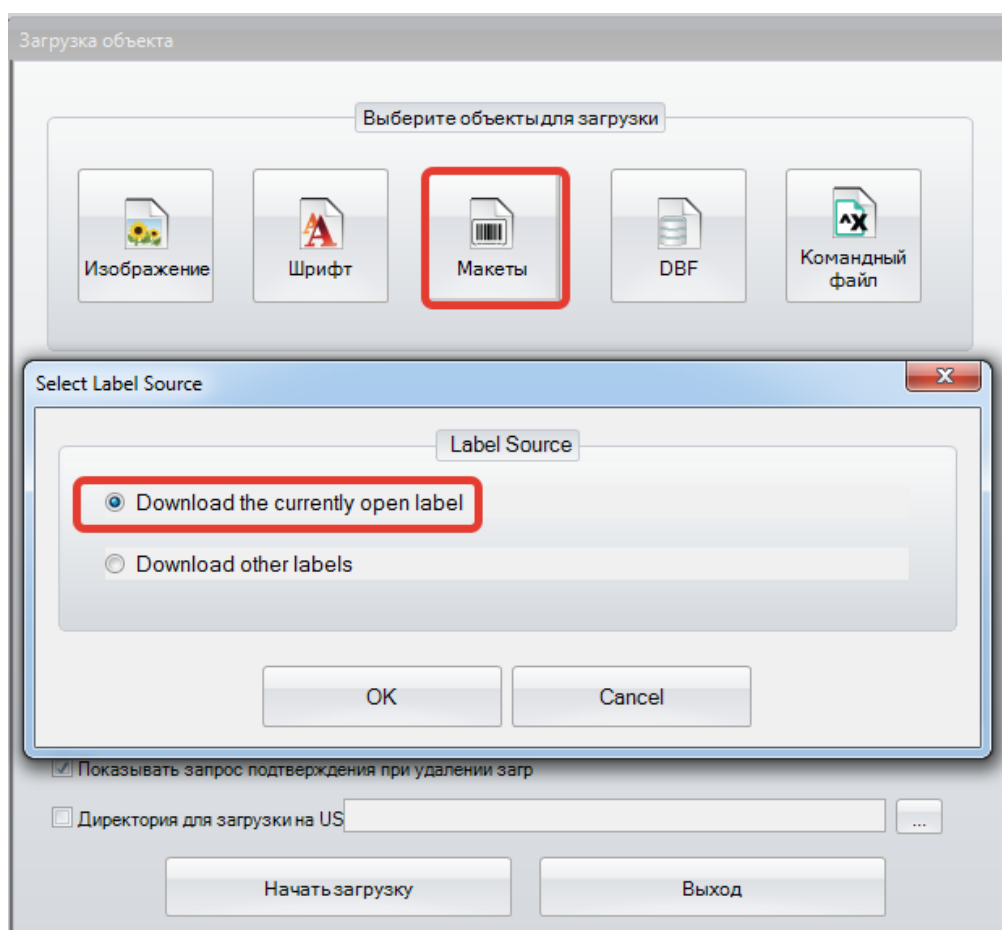 Загрузка объекта
Выберите объекты для загрузки
Изображение
Шрифт
Макеты
DBF
^X
Командный
файл
Select Label Source
X
Label Source
Download the currently open label
Download other labels
OK
Cancel
Показывать запрос подтверждения при удалении загр
Директория для загрузки на US
...
Начать загрузку
Выход